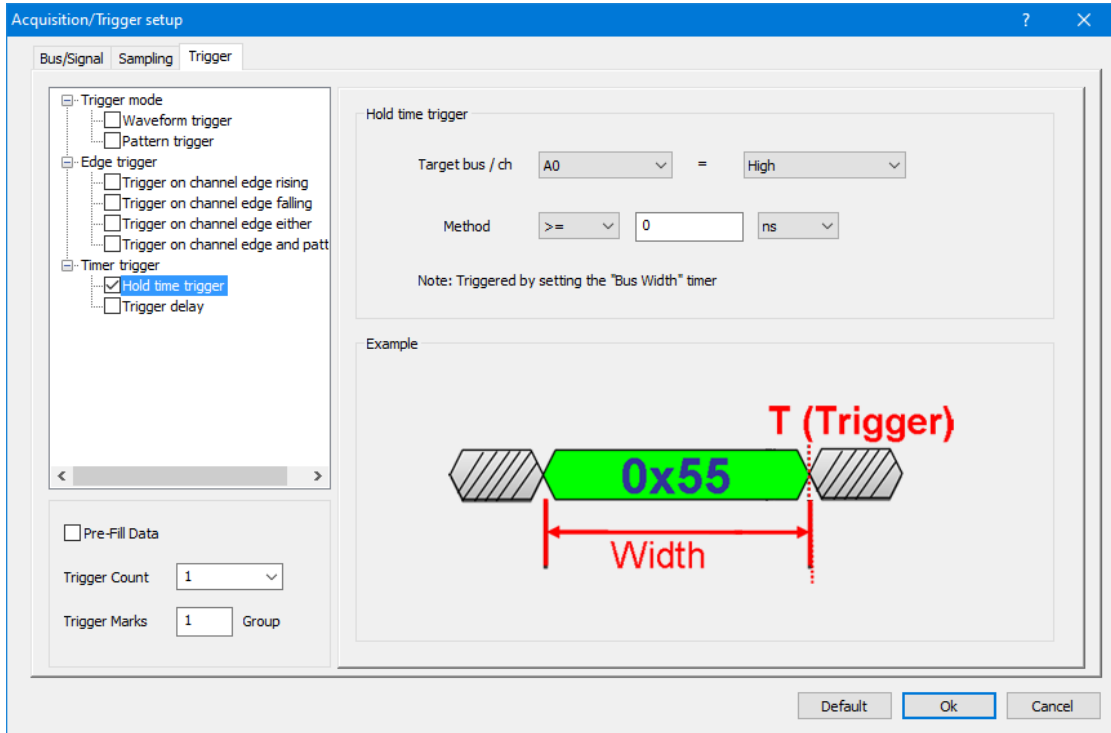 Acquisition/Trigger setup ?
Bus/Signal Sampling Trigger
Trigger mode
Waveform trigger
Pattern trigger
Edge trigger
Trigger on channel edge rising
Trigger on channel edge falling
Trigger on channel edge either
Trigger on channel edge and patt
Timer trigger
Hold time trigger
Trigger delay
Pre-Fill Data
Trigger Count 1
Trigger Marks 1 Group
Hold time trigger
Target bus / ch A0 = High
Method >= 0 ns
Note: Triggered by setting the "Bus Width" timer
Example
T (Trigger)
0x55
Width
Default Ok Cancel